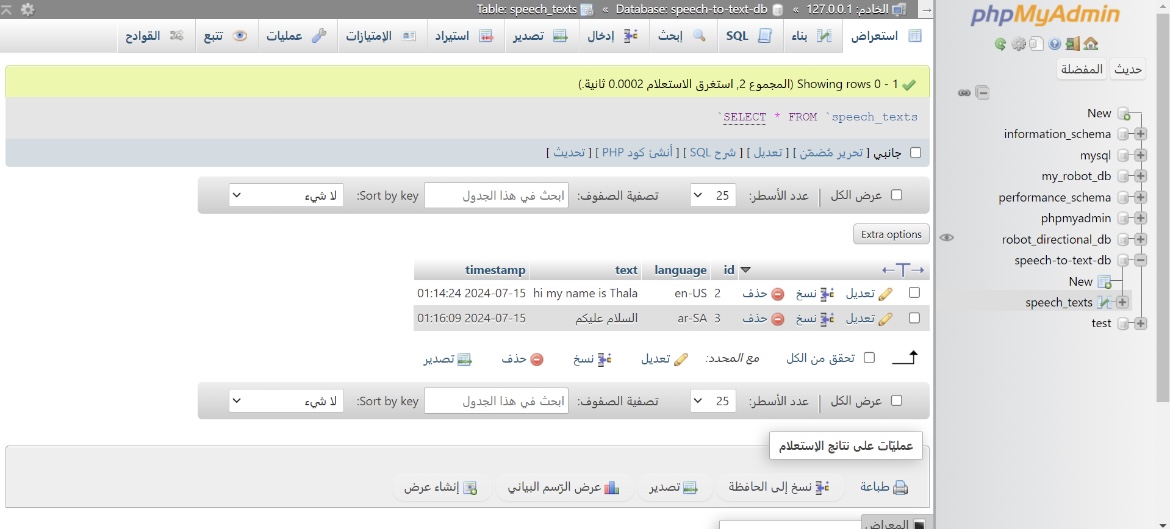 الخادم: 127.0.0.1 » Database: speech-to-text-db » Table: speech_texts
استعراض بناء SQL إبحث إدخال تصدير استيراد الإمتيازات عمليات تتبع القوادح
Showing rows 0 - 1 (المجموع 2, استغرق الاستعلام 0.0002 ثانية.)
SELECT * FROM `speech_texts`
جانبي [ تحرير مُضمّن ] [ تعديل ] [ شرح SQL ] [ أنشئ كود PHP ] [ تحديث ]
عرض الكل | عدد الأسطر: 25 تصفية الصفوف: ابحث في هذا الجدول Sort by key: لا شيء
Extra options
←T→ id language text timestamp
تعديل نسخ حذف 2 en-US hi my name is Thala 2024-07-15 01:14:24
تعديل نسخ حذف 3 ar-SA السلام عليكم 2024-07-15 01:16:09
تحقق من الكل مع المحدد: تعديل نسخ حذف تصدير
عرض الكل | عدد الأسطر: 25 تصفية الصفوف: ابحث في هذا الجدول Sort by key: لا شيء
عمليّات على نتائج الإستعلام
طباعة نسخ إلى الحافظة تصدير عرض الرّسم البياني إنشاء عرض
المعراض
phpMyAdmin
حديث المفضلة
New
information_schema
mysql
my_robot_db
performance_schema
phpmyadmin
robot_directional_db
speech-to-text-db
New
speech_texts
test